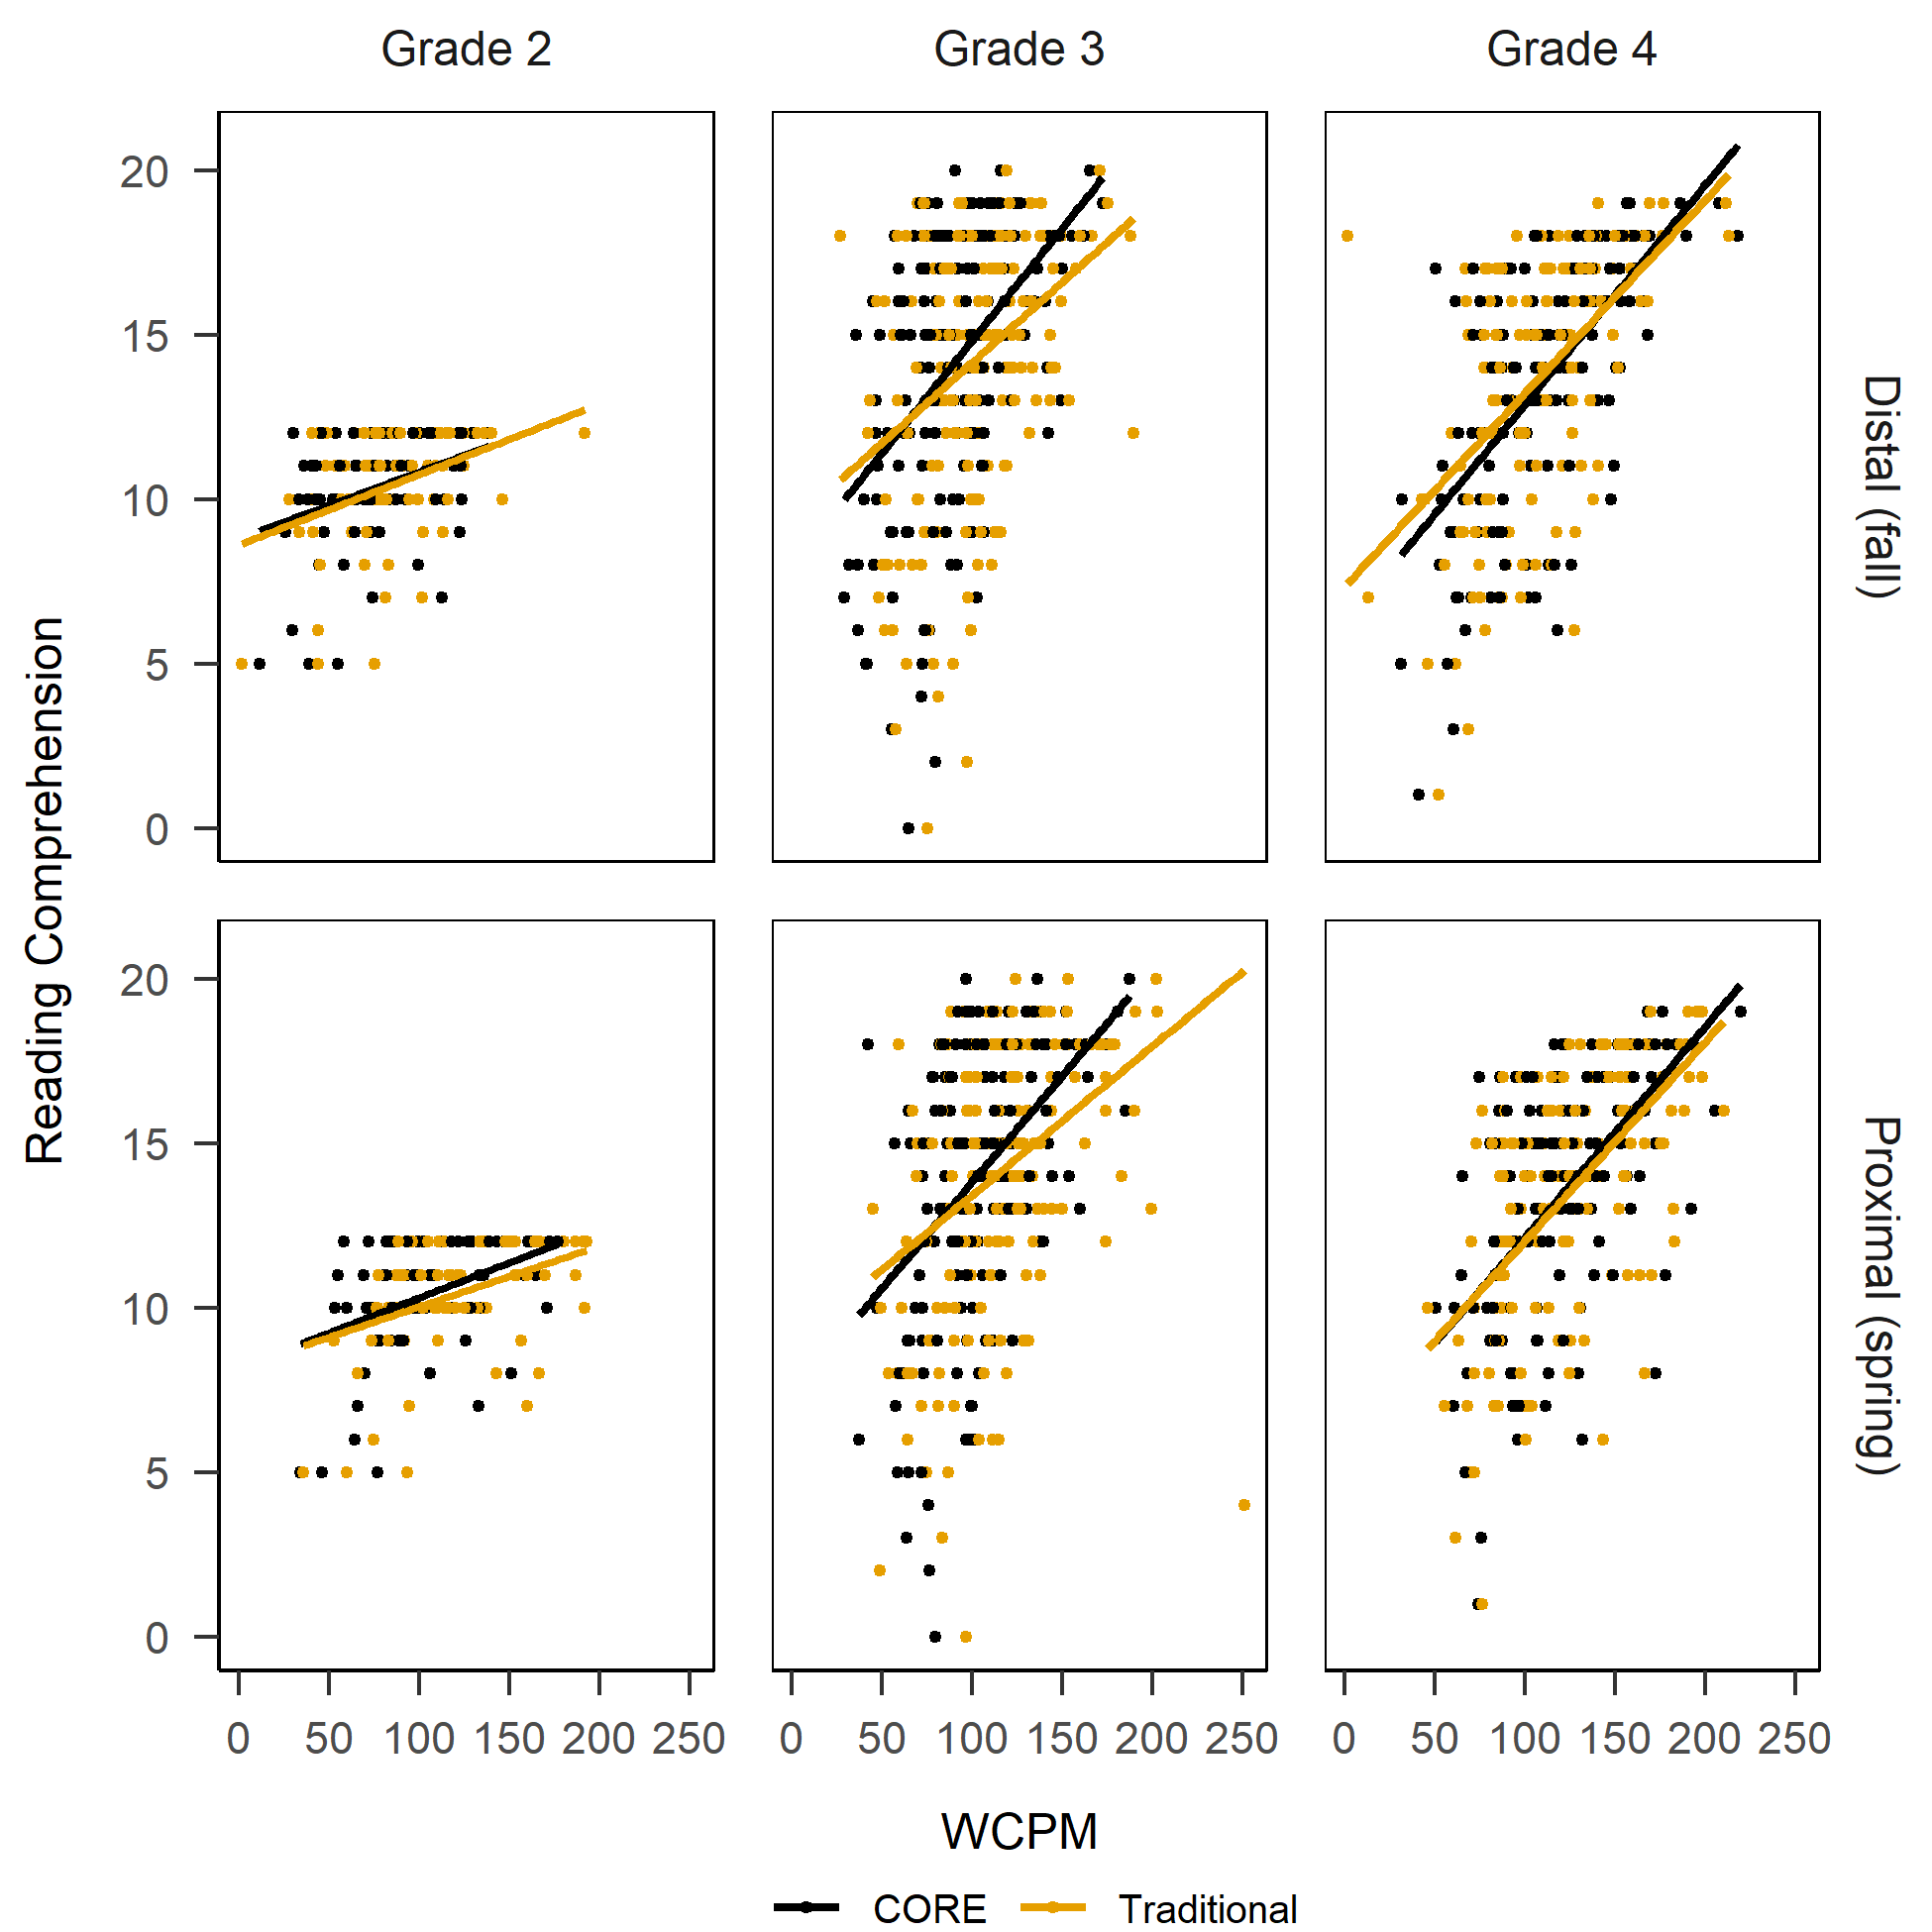 Grade 2 Grade 3 Grade 4
20
15
10
5
0
Distal (fall)
Reading Comprehension
20
15
10
5
0
Proximal (spring)
0 50 100 150 200 250 0 50 100 150 200 250 0 50 100 150 200 250
WCPM
CORE Traditional